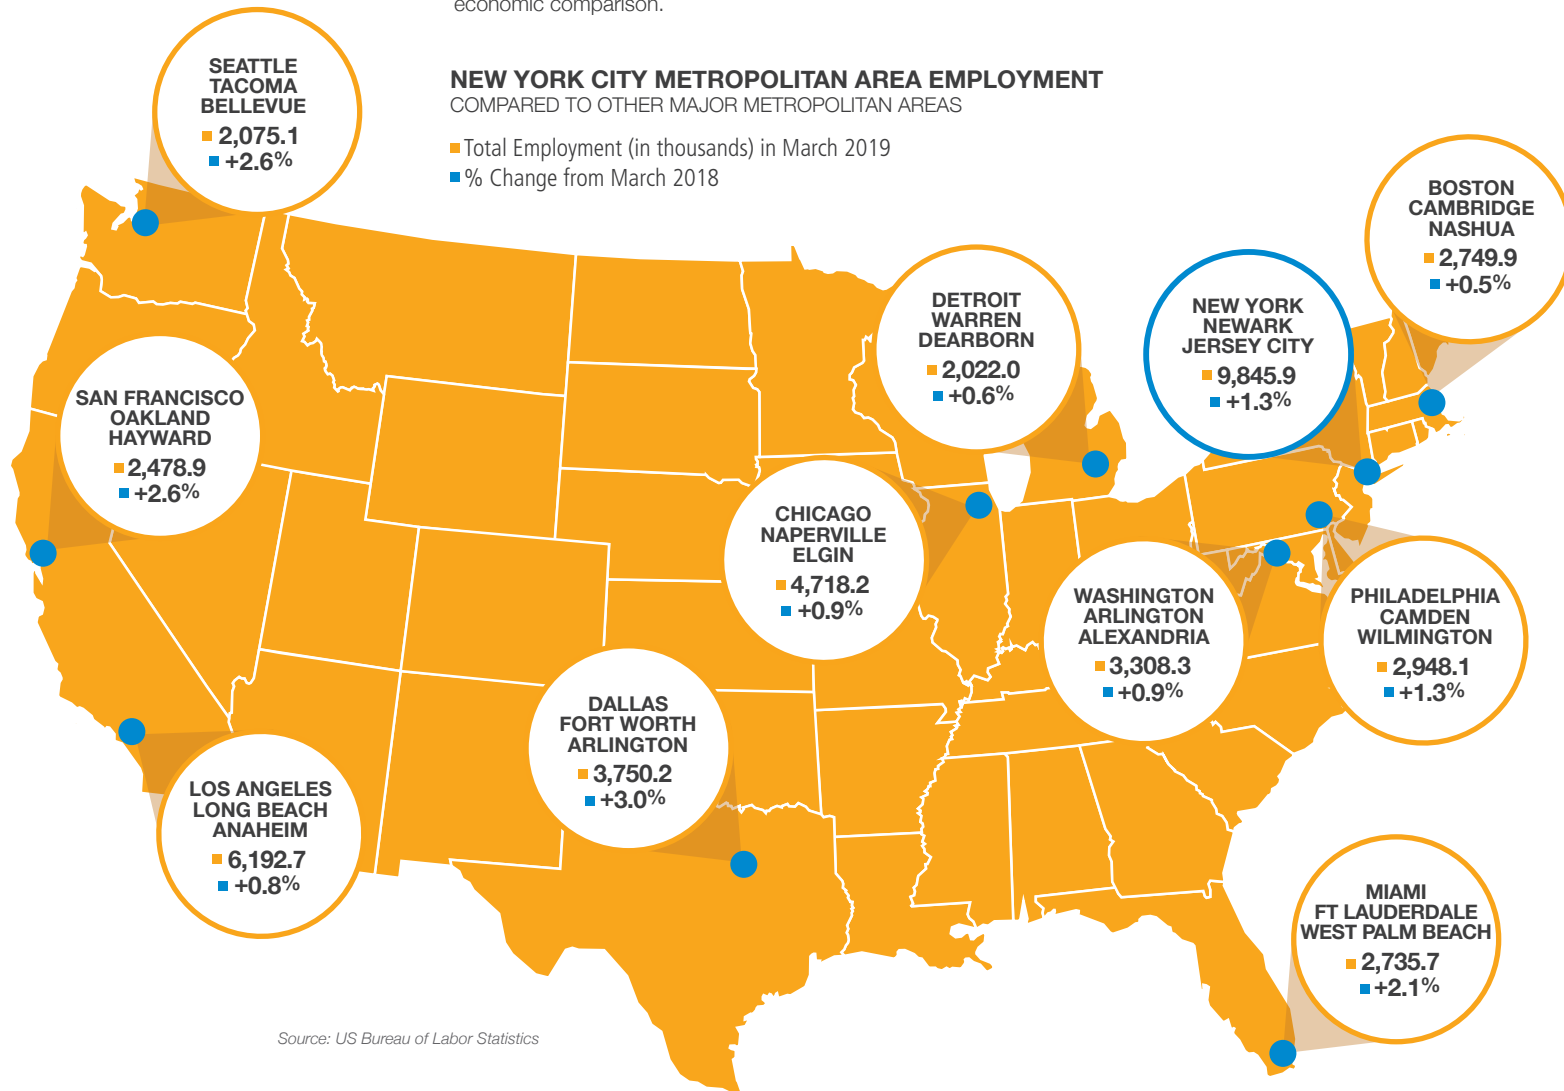 economic comparison.
NEW YORK CITY METROPOLITAN AREA EMPLOYMENT
COMPARED TO OTHER MAJOR METROPOLITAN AREAS
Total Employment (in thousands) in March 2019
% Change from March 2018
SEATTLE
TACOMA
BELLEVUE
2,075.1
+2.6%
BOSTON
CAMBRIDGE
NASHUA
2,749.9
+0.5%
DETROIT
WARREN
DEARBORN
2,022.0
+0.6%
NEW YORK
NEWARK
JERSEY CITY
9,845.9
+1.3%
SAN FRANCISCO
OAKLAND
HAYWARD
2,478.9
+2.6%
CHICAGO
NAPERVILLE
ELGIN
4,718.2
+0.9%
WASHINGTON
ARLINGTON
ALEXANDRIA
3,308.3
+0.9%
PHILADELPHIA
CAMDEN
WILMINGTON
2,948.1
+1.3%
DALLAS
FORT WORTH
ARLINGTON
3,750.2
+3.0%
LOS ANGELES
LONG BEACH
ANAHEIM
6,192.7
+0.8%
MIAMI
FT LAUDERDALE
WEST PALM BEACH
2,735.7
+2.1%
Source: US Bureau of Labor Statistics